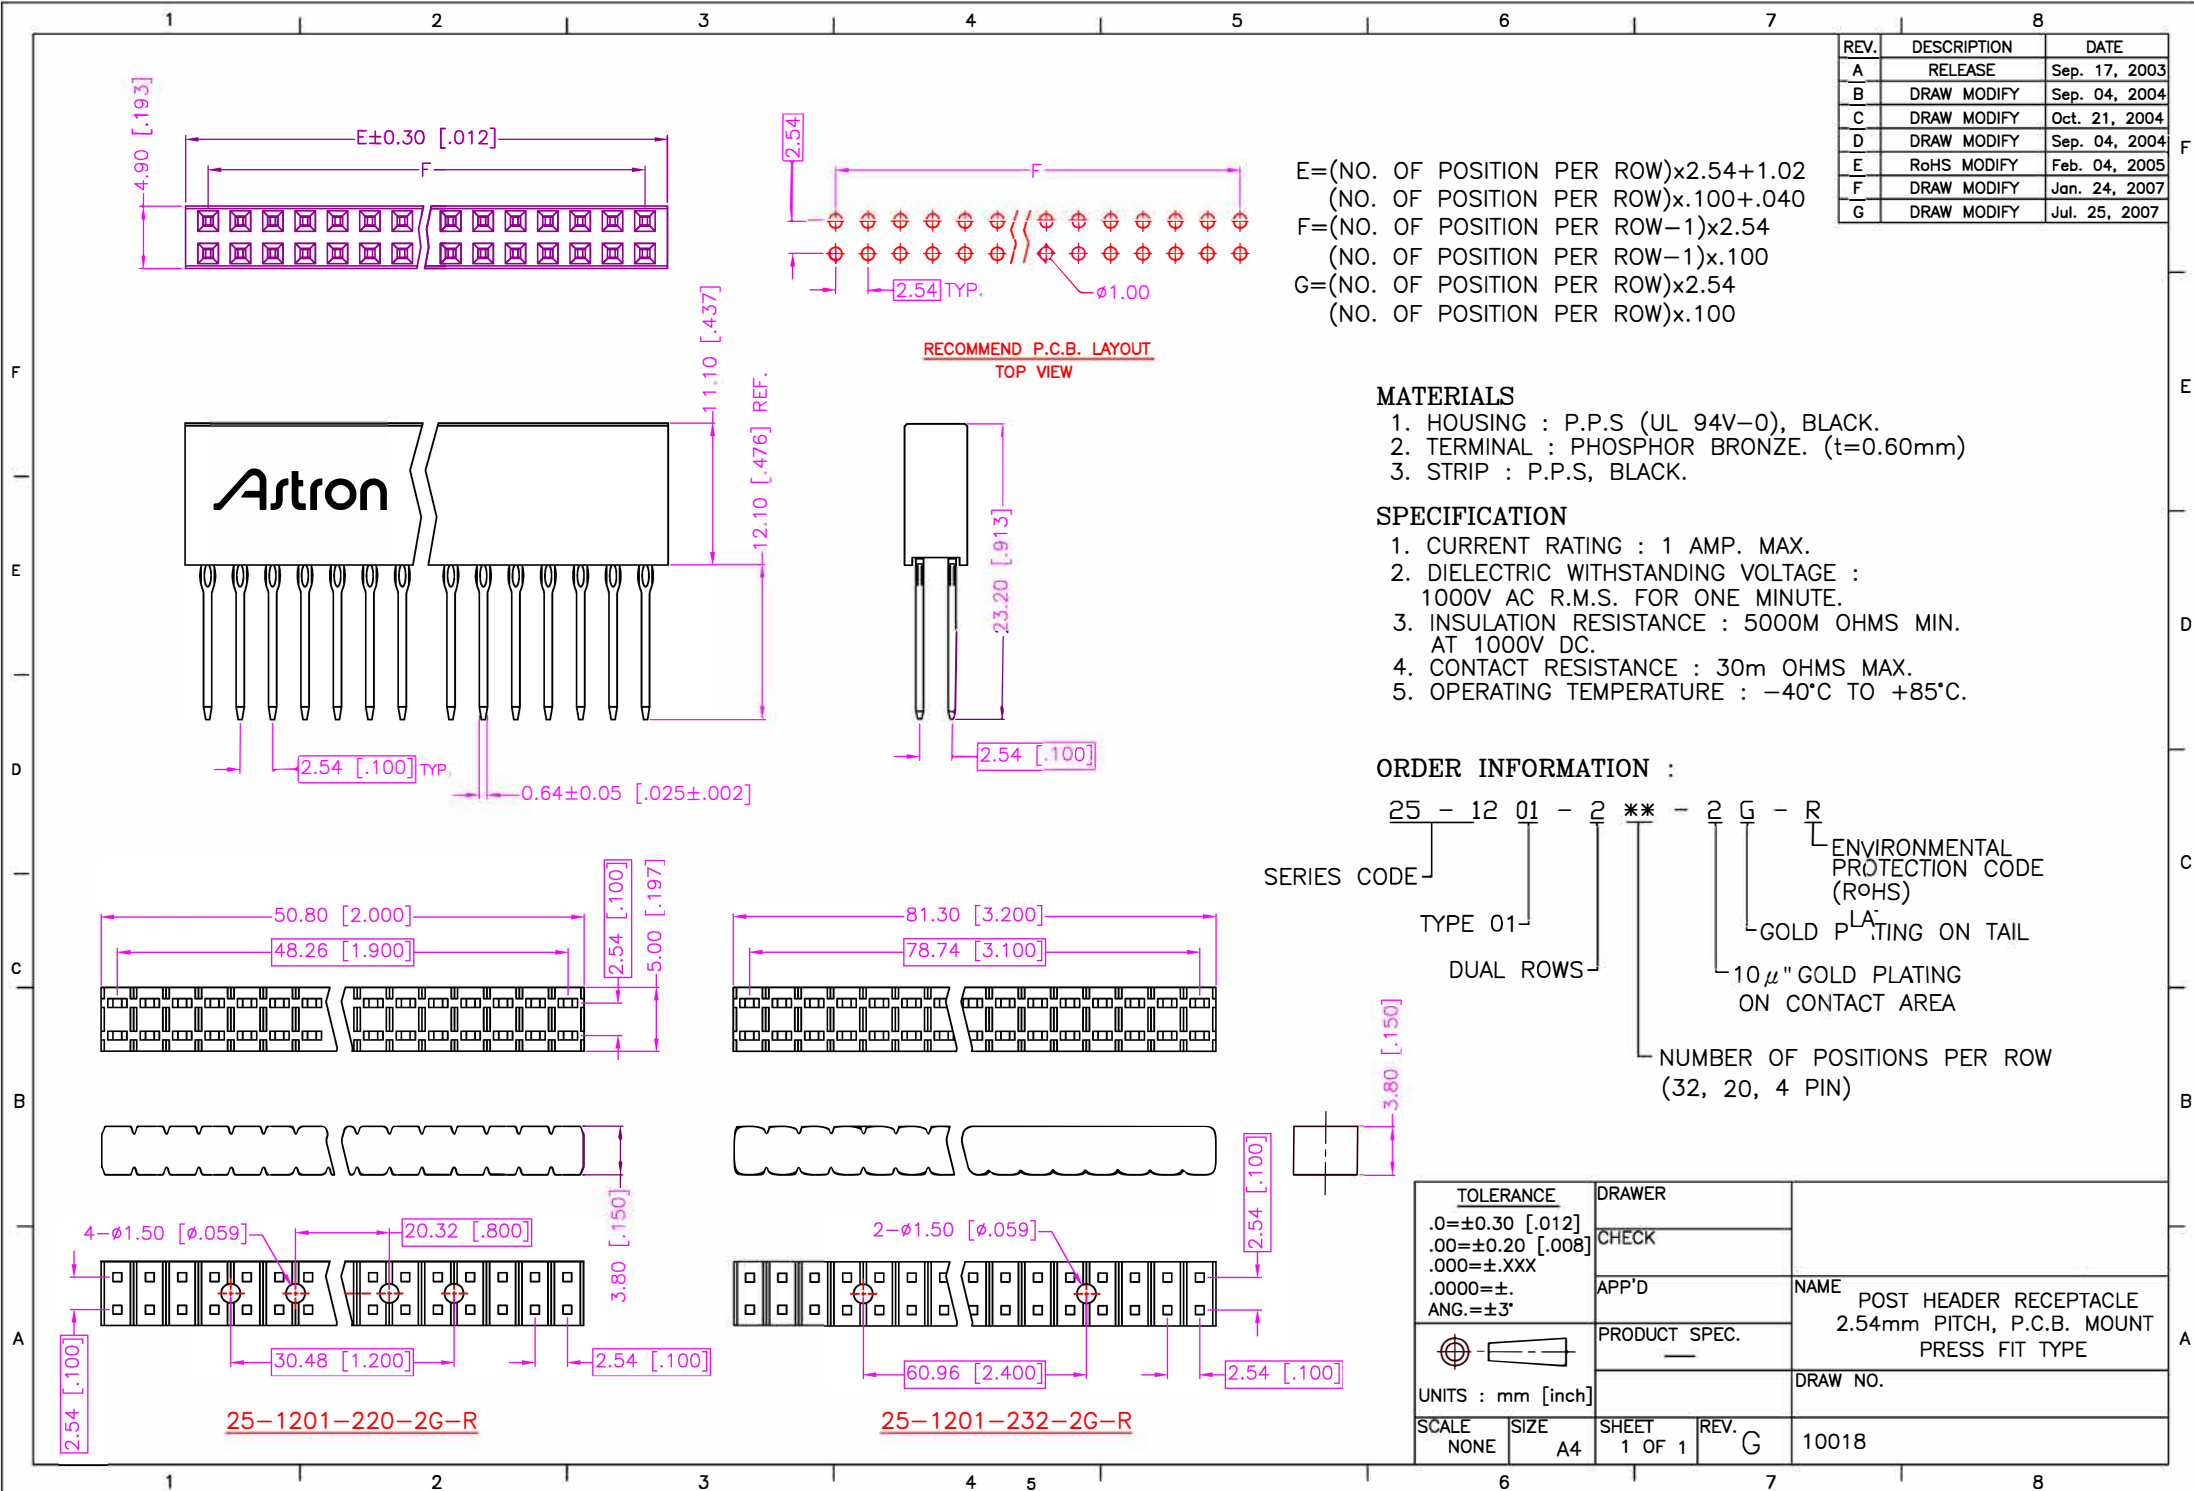 1 2 3 4 5 6 7 8
REV. DESCRIPTION DATE
A RELEASE Sep. 17, 2003
B DRAW MODIFY Sep. 04, 2004
C DRAW MODIFY Oct. 21, 2004
D DRAW MODIFY Sep. 04, 2004
E RoHS MODIFY Feb. 04, 2005
F DRAW MODIFY Jan. 24, 2007
G DRAW MODIFY Jul. 25, 2007
F
E
D
C
B
A
F
E
D
C
B
A
4.90 [.193]
E±0.30 [.012]
F
2.54
F
2.54 TYP.
ø1.00
RECOMMEND P.C.B. LAYOUT
TOP VIEW
E=(NO. OF POSITION PER ROW)x2.54+1.02
(NO. OF POSITION PER ROW)x.100+.040
F=(NO. OF POSITION PER ROW-1)x2.54
(NO. OF POSITION PER ROW-1)x.100
G=(NO. OF POSITION PER ROW)x2.54
(NO. OF POSITION PER ROW)x.100
Astron
11.10 [.437]
12.10 [.476] REF.
23.20 [.913]
2.54 [.100] TYP.
0.64±0.05 [.025±.002]
2.54 [.100]
MATERIALS
1. HOUSING : P.P.S (UL 94V-0), BLACK.
2. TERMINAL : PHOSPHOR BRONZE. (t=0.60mm)
3. STRIP : P.P.S, BLACK.
SPECIFICATION
1. CURRENT RATING : 1 AMP. MAX.
2. DIELECTRIC WITHSTANDING VOLTAGE :
1000V AC R.M.S. FOR ONE MINUTE.
3. INSULATION RESISTANCE : 5000M OHMS MIN.
AT 1000V DC.
4. CONTACT RESISTANCE : 30m OHMS MAX.
5. OPERATING TEMPERATURE : -40°C TO +85°C.
ORDER INFORMATION :
25 - 12 01 - 2 ** - 2 G - R
ENVIRONMENTAL
PROTECTION CODE
(RoHS)
SERIES CODE
TYPE 01
GOLD PLATING ON TAIL
DUAL ROWS
10μ" GOLD PLATING
ON CONTACT AREA
NUMBER OF POSITIONS PER ROW
(32, 20, 4 PIN)
50.80 [2.000]
48.26 [1.900]
2.54 [.100]
5.00 [.197]
3.80 [.150]
4-ø1.50 [ø.059]
20.32 [.800]
30.48 [1.200]
2.54 [.100]
2.54 [.100]
25-1201-220-2G-R
81.30 [3.200]
78.74 [3.100]
3.80 [.150]
2-ø1.50 [ø.059]
2.54 [.100]
60.96 [2.400]
2.54 [.100]
25-1201-232-2G-R
TOLERANCE
.0=±0.30 [.012]
.00=±0.20 [.008]
.000=±.XXX
.0000=±.
ANG.=±3°
UNITS : mm [inch]
DRAWER
CHECK
APP'D
PRODUCT SPEC.
NAME
POST HEADER RECEPTACLE
2.54mm PITCH, P.C.B. MOUNT
PRESS FIT TYPE
DRAW NO.
10018
SCALE NONE
SIZE A4
SHEET 1 OF 1
REV. G
1 2 3 4 5 6 7 8